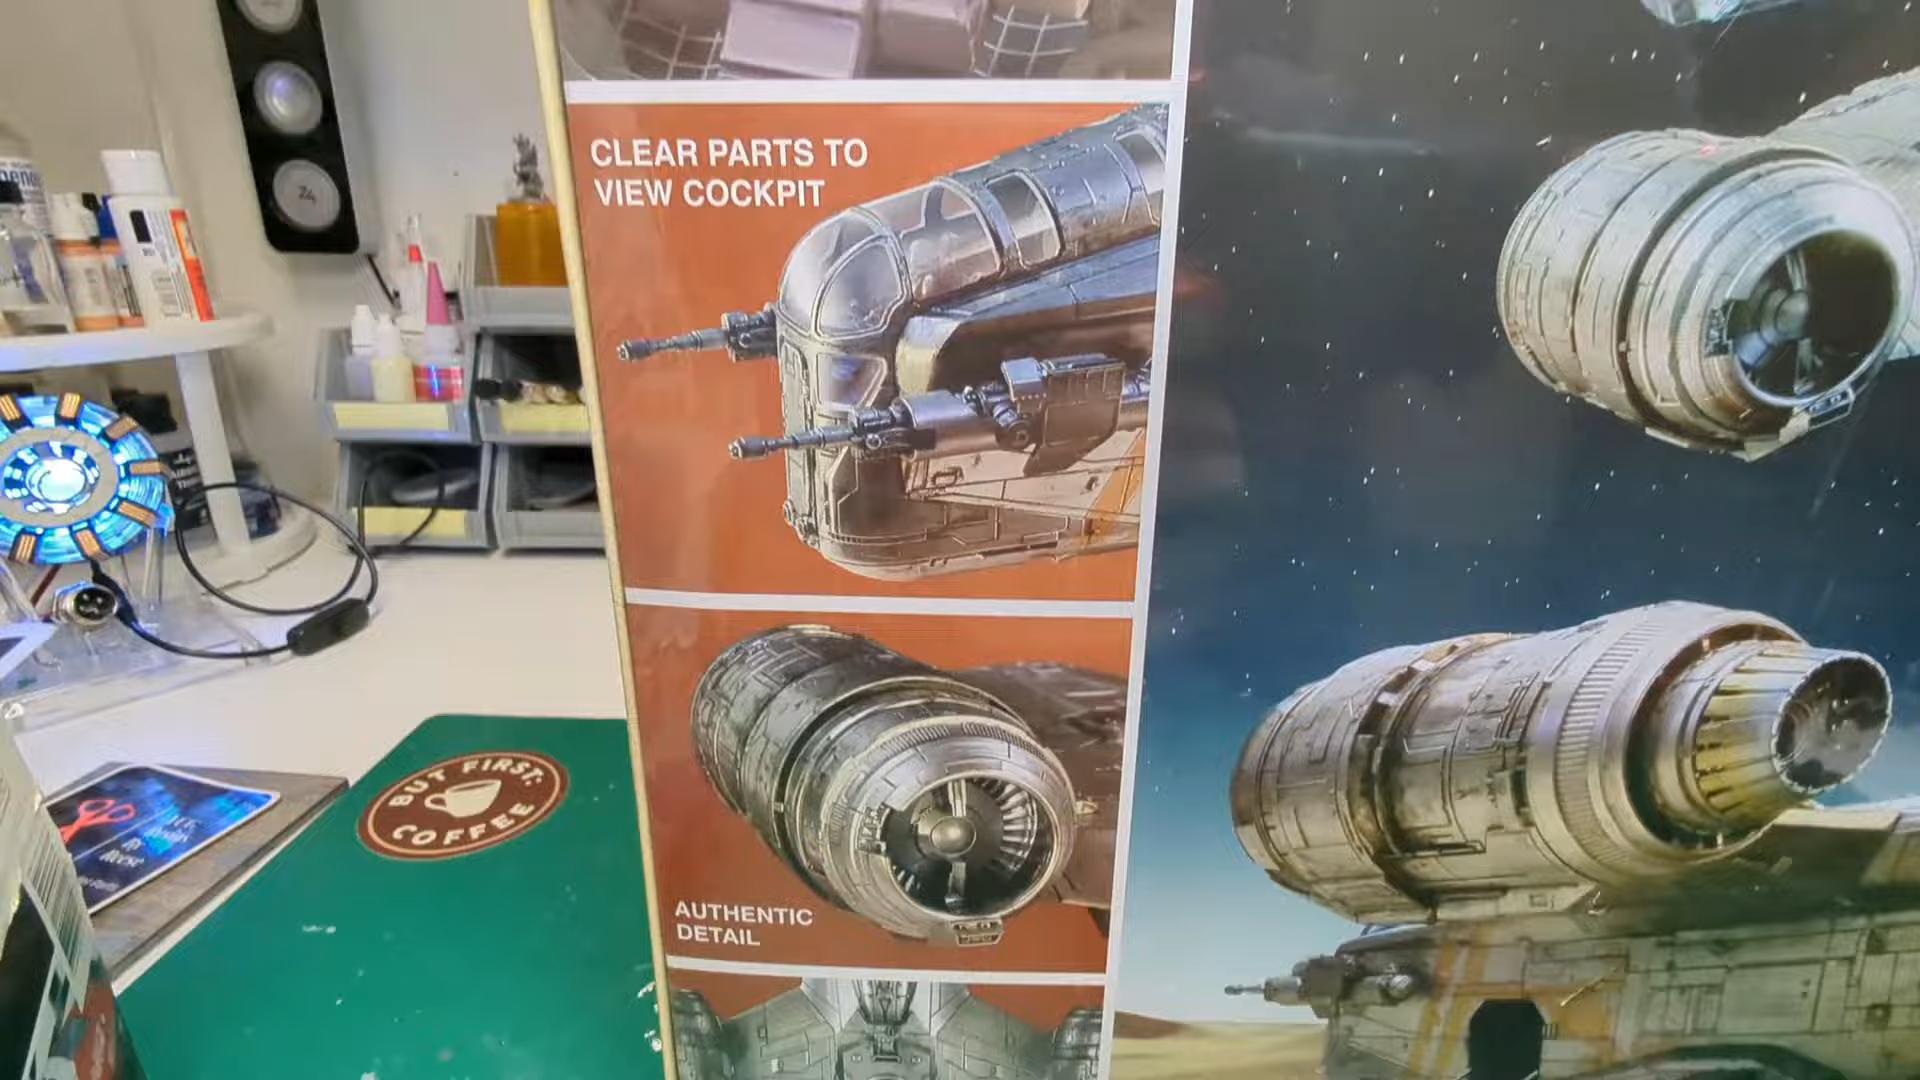 CLEAR PARTS TO
VIEW COCKPIT
BUT FIRST:
COFFEE
AUTHENTIC
DETAIL